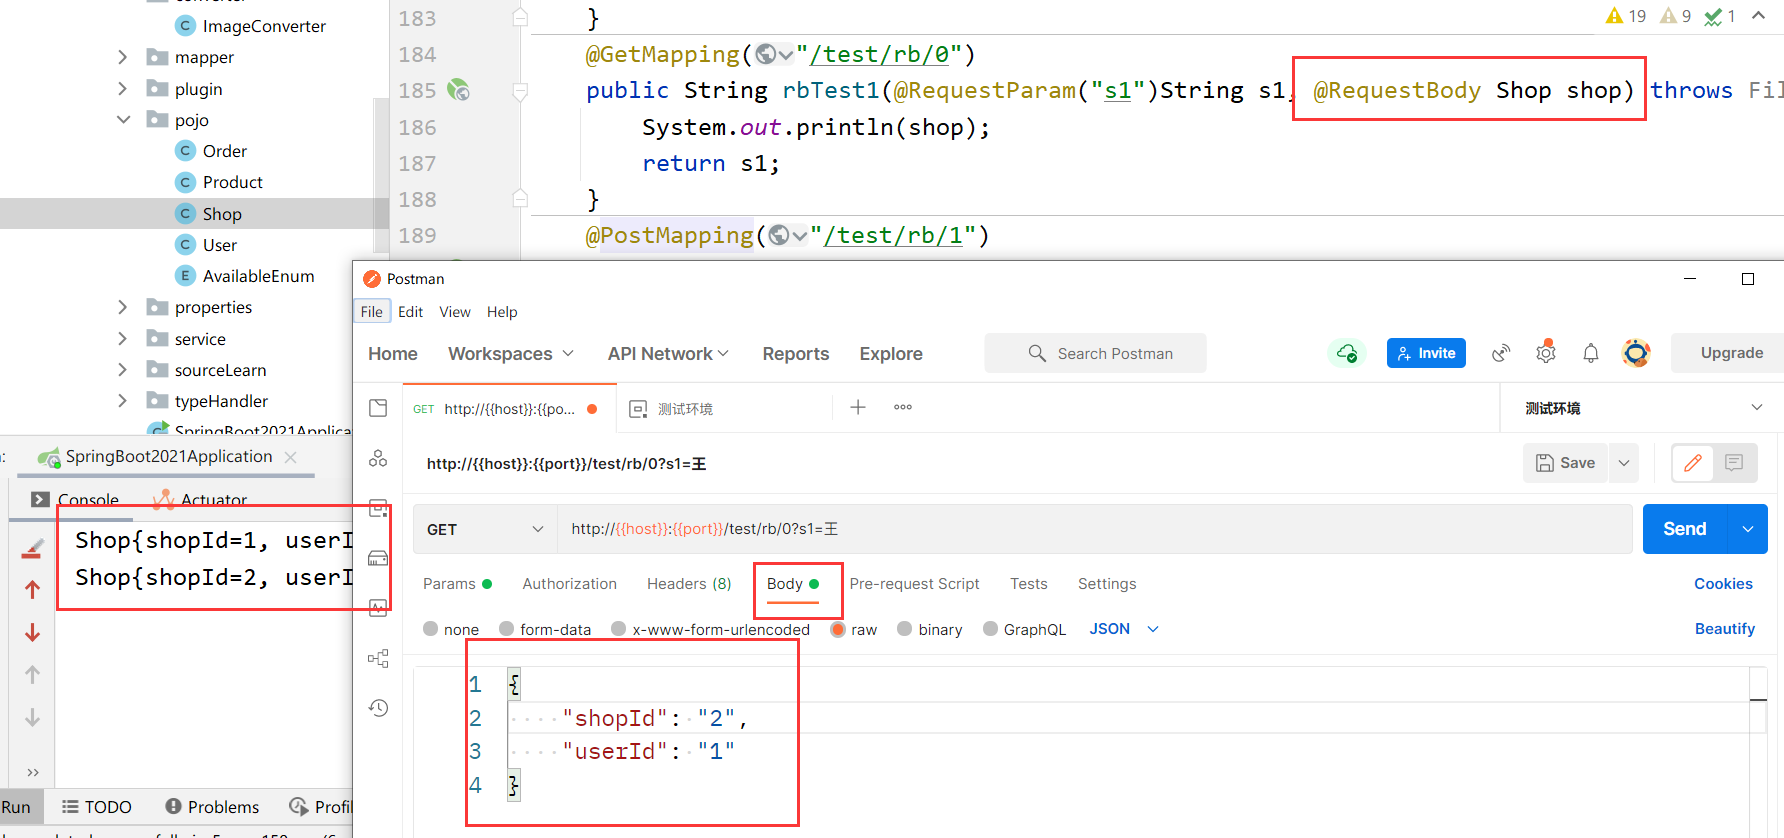 converter
ImageConverter
mapper
plugin
pojo
Order
Product
Shop
User
AvailableEnum
properties
service
sourceLearn
typeHandler
SpringBoot2021Applica
19 9 1
183 }
184 @GetMapping("/test/rb/0")
185 public String rbTest1(@RequestParam("s1")String s1, @RequestBody Shop shop) throws Fil
186 System.out.println(shop);
187 return s1;
188 }
189 @PostMapping("/test/rb/1")
SpringBoot2021Application
Console Actuator
Shop{shopId=1, userI
Shop{shopId=2, userI
Run TODO Problems Profil
Postman
File Edit View Help
Home Workspaces API Network Reports Explore Search Postman Invite Upgrade
GET http://{{host}}:{{po... 测试环境 + ooo 测试环境
http://{{host}}:{{port}}/test/rb/0?s1=王 Save
GET http://{{host}}:{{port}}/test/rb/0?s1=王 Send
Params Authorization Headers (8) Body Pre-request Script Tests Settings Cookies
none form-data x-www-form-urlencoded raw binary GraphQL JSON Beautify
1 {
2 "shopId": "2",
3 "userId": "1"
4 }